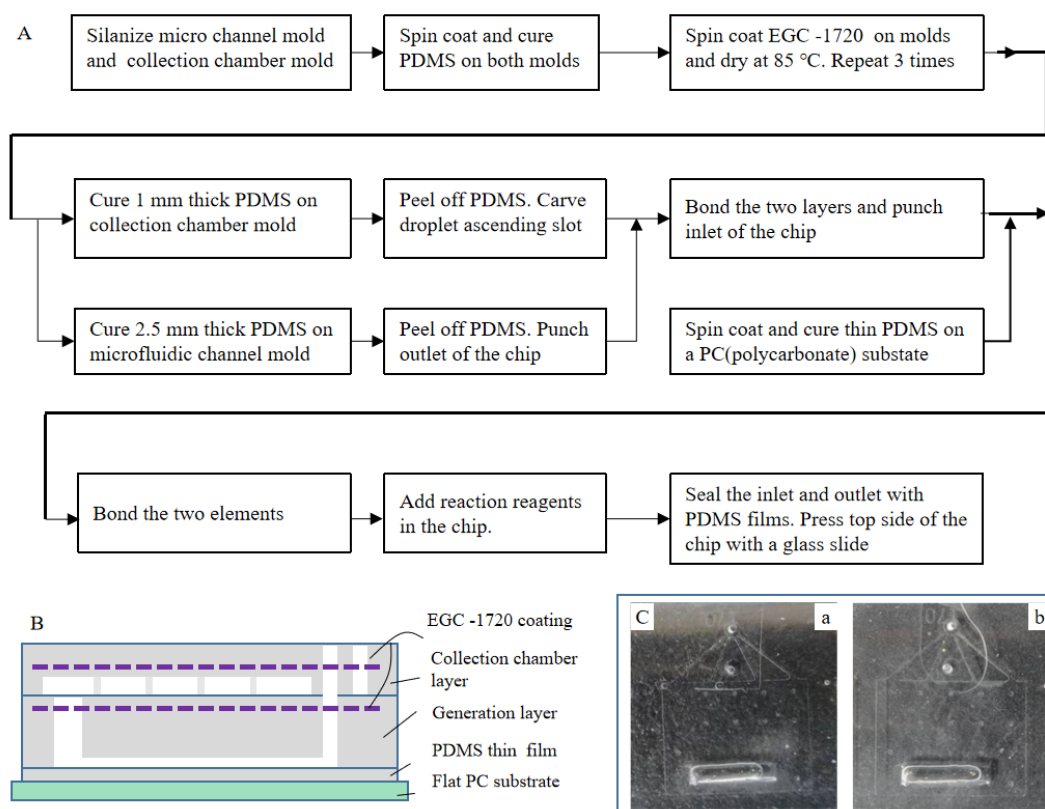 A
Silanize micro channel mold
and collection chamber mold
Spin coat and cure
PDMS on both molds
Spin coat EGC -1720 on molds
and dry at 85 ℃. Repeat 3 times
Cure 1 mm thick PDMS on
collection chamber mold
Peel off PDMS. Carve
droplet ascending slot
Bond the two layers and punch
inlet of the chip
Cure 2.5 mm thick PDMS on
microfluidic channel mold
Peel off PDMS. Punch
outlet of the chip
Spin coat and cure thin PDMS on
a PC(polycarbonate) substate
Bond the two elements
Add reaction reagents
in the chip.
Seal the inlet and outlet with
PDMS films. Press top side of the
chip with a glass slide
B
EGC -1720 coating
Collection chamber
layer
Generation layer
PDMS thin film
Flat PC substrate
C
a
b